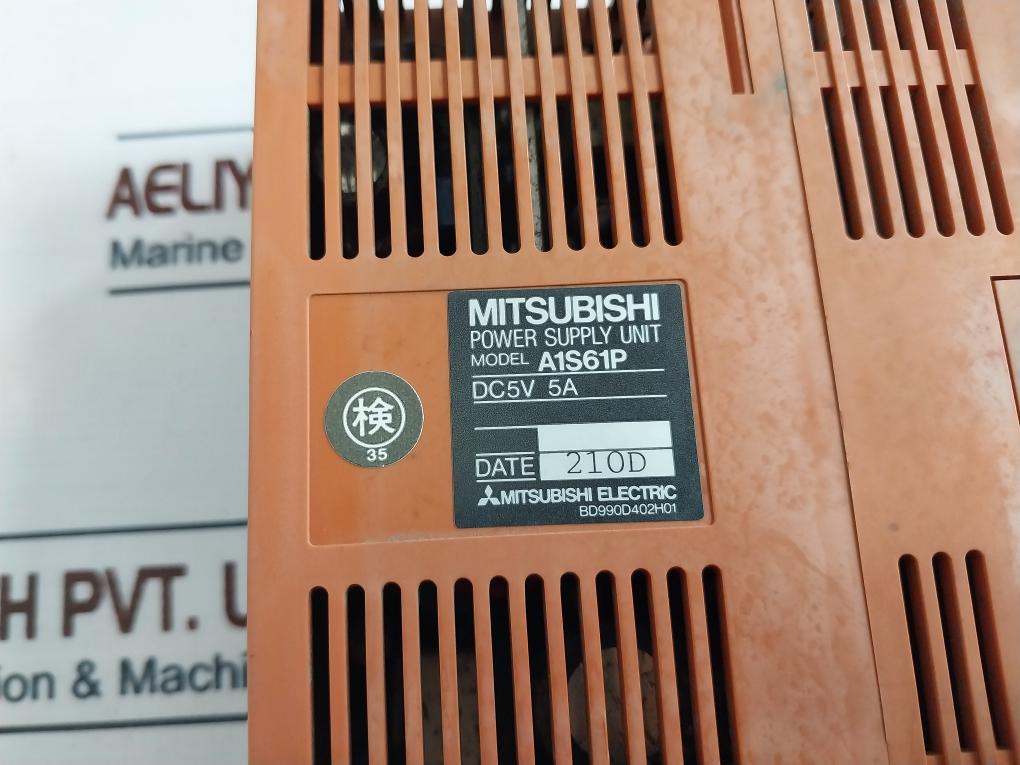 AELIY
Marine
MITSUBISHI
POWER SUPPLY UNIT
MODEL A1S61P
DC5V 5A
検
35
DATE 210D
MITSUBISHI ELECTRIC
BD990D402H01
H PVT.
ion & Machi